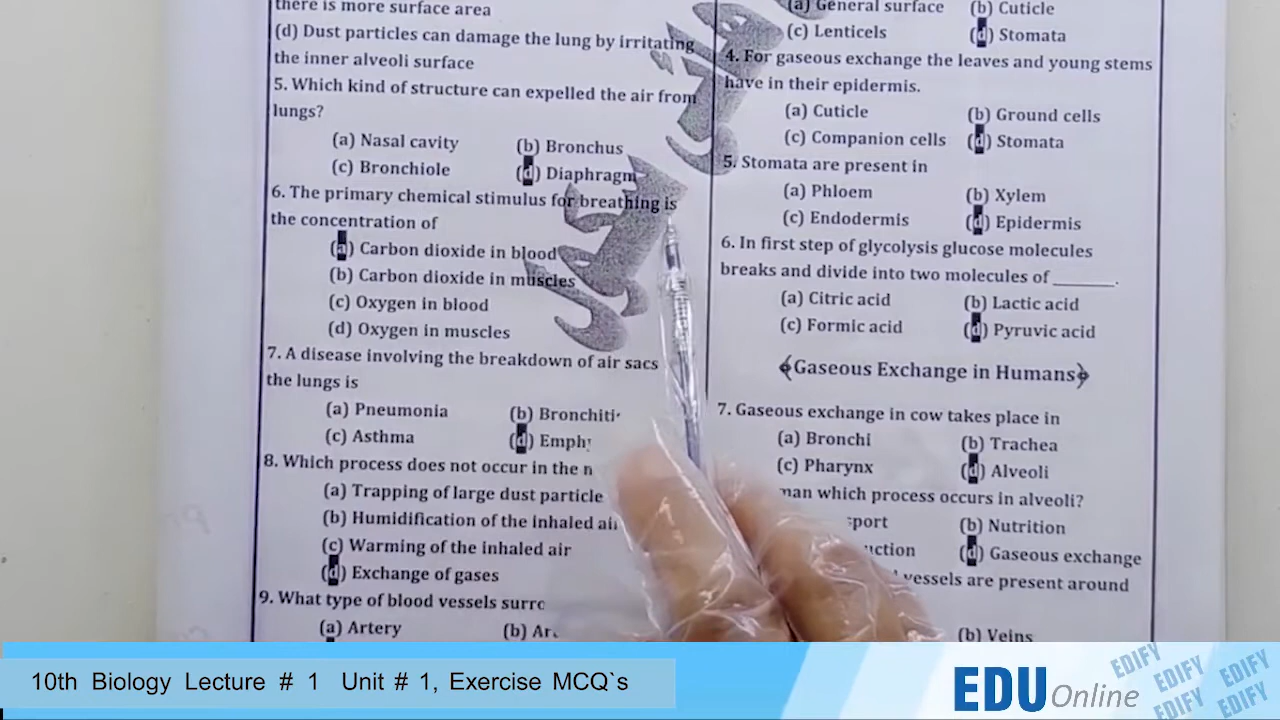 there is more surface area
(d) Dust particles can damage the lung by irritating
the inner alveoli surface
5. Which kind of structure can expelled the air from
lungs?
(a) Nasal cavity (b) Bronchus
(c) Bronchiole (d) Diaphragm
6. The primary chemical stimulus for breathing is
the concentration of
(a) Carbon dioxide in blood
(b) Carbon dioxide in muscles
(c) Oxygen in blood
(d) Oxygen in muscles
7. A disease involving the breakdown of air sacs
the lungs is
(a) Pneumonia (b) Bronchiti
(c) Asthma (d) Emph
8. Which process does not occur in the n
(a) Trapping of large dust particle
(b) Humidification of the inhaled air
(c) Warming of the inhaled air
(d) Exchange of gases
9. What type of blood vessels surro
(a) Artery (b) Ar
(a) General surface (b) Cuticle
(c) Lenticels (d) Stomata
4. For gaseous exchange the leaves and young stems
have in their epidermis.
(a) Cuticle (b) Ground cells
(c) Companion cells (d) Stomata
5. Stomata are present in
(a) Phloem (b) Xylem
(c) Endodermis (d) Epidermis
6. In first step of glycolysis glucose molecules
breaks and divide into two molecules of ______.
(a) Citric acid (b) Lactic acid
(c) Formic acid (d) Pyruvic acid
Gaseous Exchange in Humans
7. Gaseous exchange in cow takes place in
(a) Bronchi (b) Trachea
(c) Pharynx (d) Alveoli
man which process occurs in alveoli?
sport (b) Nutrition
uction (d) Gaseous exchange
vessels are present around
(b) Veins
10th Biology Lecture # 1 Unit # 1, Exercise MCQ`s
EDU Online
EDIFY EDIFY EDIFY
EDIFY EDIFY EDIFY